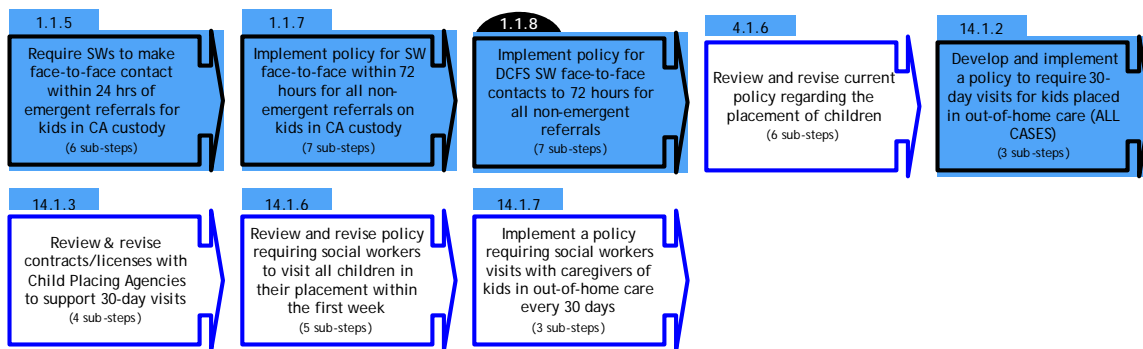 1.1.5
Require SWs to make
face-to-face contact
within 24 hrs of
emergent referrals for
kids in CA custody
(6 sub-steps)
1.1.7
Implement policy for SW
face-to-face within 72
hours for all non-
emergent referrals on
kids in CA custody
(7 sub-steps)
1.1.8
Implement policy for
DCFS SW face-to-face
contacts to 72 hours for
all non-emergent
referrals
(7 sub-steps)
4.1.6
Review and revise current
policy regarding the
placement of children
(6 sub-steps)
14.1.2
Develop and implement
a policy to require 30-
day visits for kids placed
in out-of-home care (ALL
CASES)
(3 sub-steps)
14.1.3
Review & revise
contracts/licenses with
Child Placing Agencies
to support 30-day visits
(4 sub-steps)
14.1.6
Review and revise policy
requiring social workers
to visit all children in
their placement within
the first week
(5 sub-steps)
14.1.7
Implement a policy
requiring social workers
visits with caregivers of
kids in out-of-home care
every 30 days
(3 sub-steps)